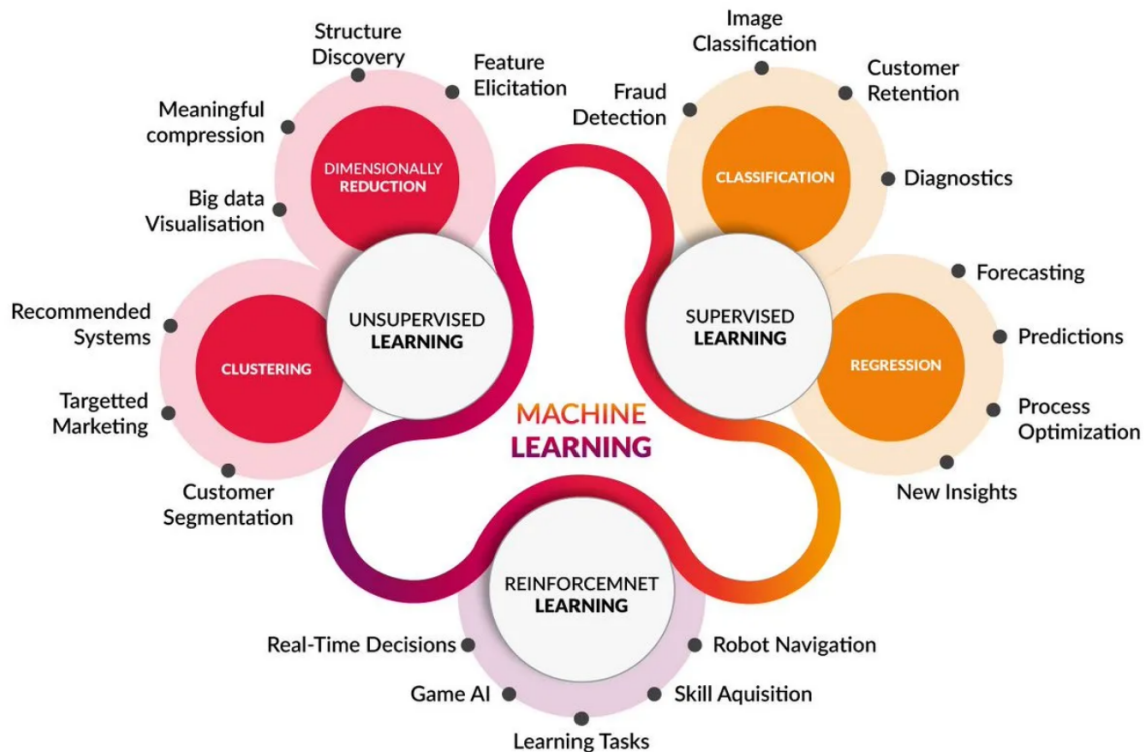 Structure
Discovery
Feature
Elicitation
Meaningful
compression
Big data
Visualisation
DIMENSIONALLY
REDUCTION
Recommended
Systems
Targetted
Marketing
Customer
Segmentation
CLUSTERING
UNSUPERVISED
LEARNING
Image
Classification
Fraud
Detection
Customer
Retention
Diagnostics
CLASSIFICATION
SUPERVISED
LEARNING
Forecasting
Predictions
Process
Optimization
New Insights
REGRESSION
MACHINE
LEARNING
REINFORCEMNET
LEARNING
Real-Time Decisions
Game AI
Learning Tasks
Skill Aquisition
Robot Navigation